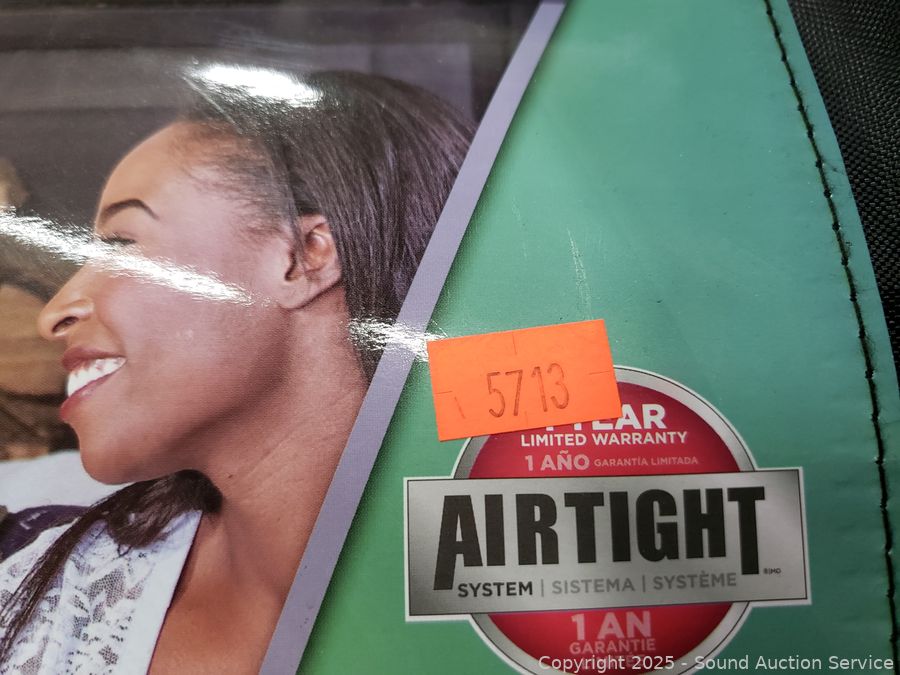 5713
YEAR
LIMITED WARRANTY
1 AÑO GARANTÍA LIMITADA
AIRTIGHT
®/MD
SYSTEM | SISTEMA | SYSTÈME
1 AN
GARANTIE
Copyright 2025 - Sound Auction Service